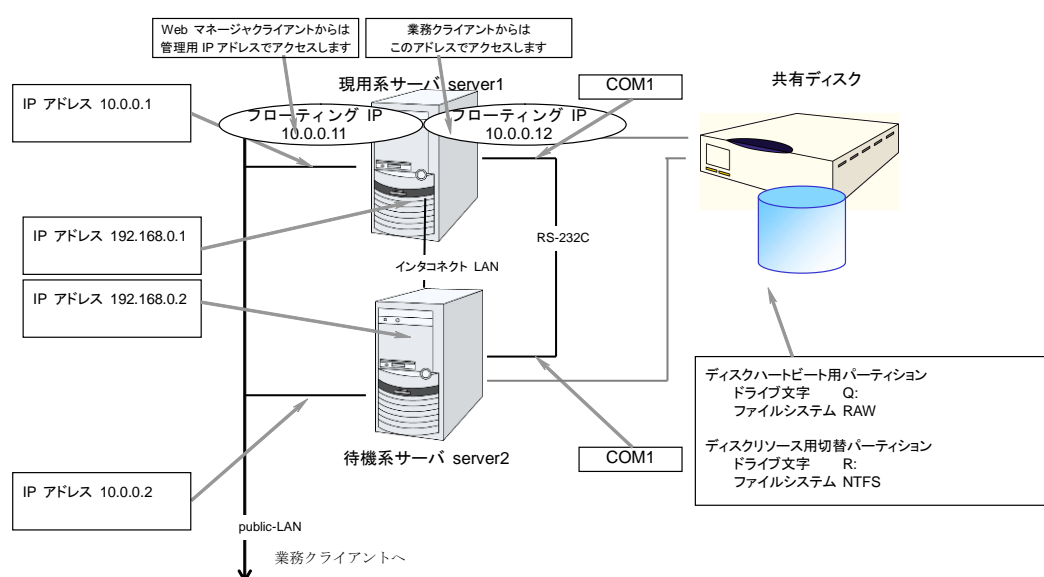 Web マネージャクライアントからは
管理用 IP アドレスでアクセスします
業務クライアントからは
このアドレスでアクセスします
現用系サーバ server1
COM1
共有ディスク
IP アドレス 10.0.0.1
フローティング IP
10.0.0.11
フローティング IP
10.0.0.12
IP アドレス 192.168.0.1
RS-232C
インタコネクト LAN
IP アドレス 192.168.0.2
ディスクハートビート用パーティション
ドライブ文字 Q:
ファイルシステム RAW
ディスクリソース用切替パーティション
ドライブ文字 R:
ファイルシステム NTFS
待機系サーバ server2
COM1
IP アドレス 10.0.0.2
public-LAN
業務クライアントへ